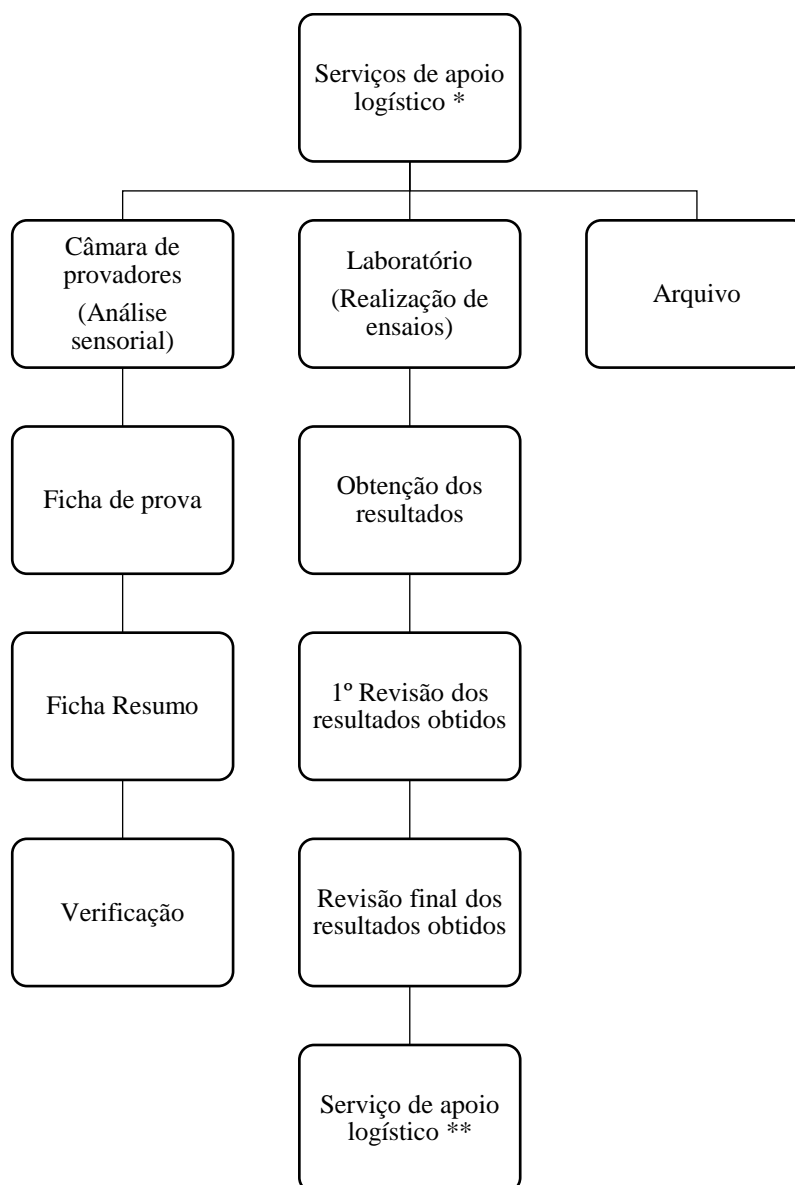 Serviços de apoio
logístico *
Câmara de
provadores
(Análise
sensorial)
Laboratório
(Realização de
ensaios)
Arquivo
Ficha de prova
Obtenção dos
resultados
Ficha Resumo
1º Revisão dos
resultados obtidos
Verificação
Revisão final dos
resultados obtidos
Serviço de apoio
logístico **